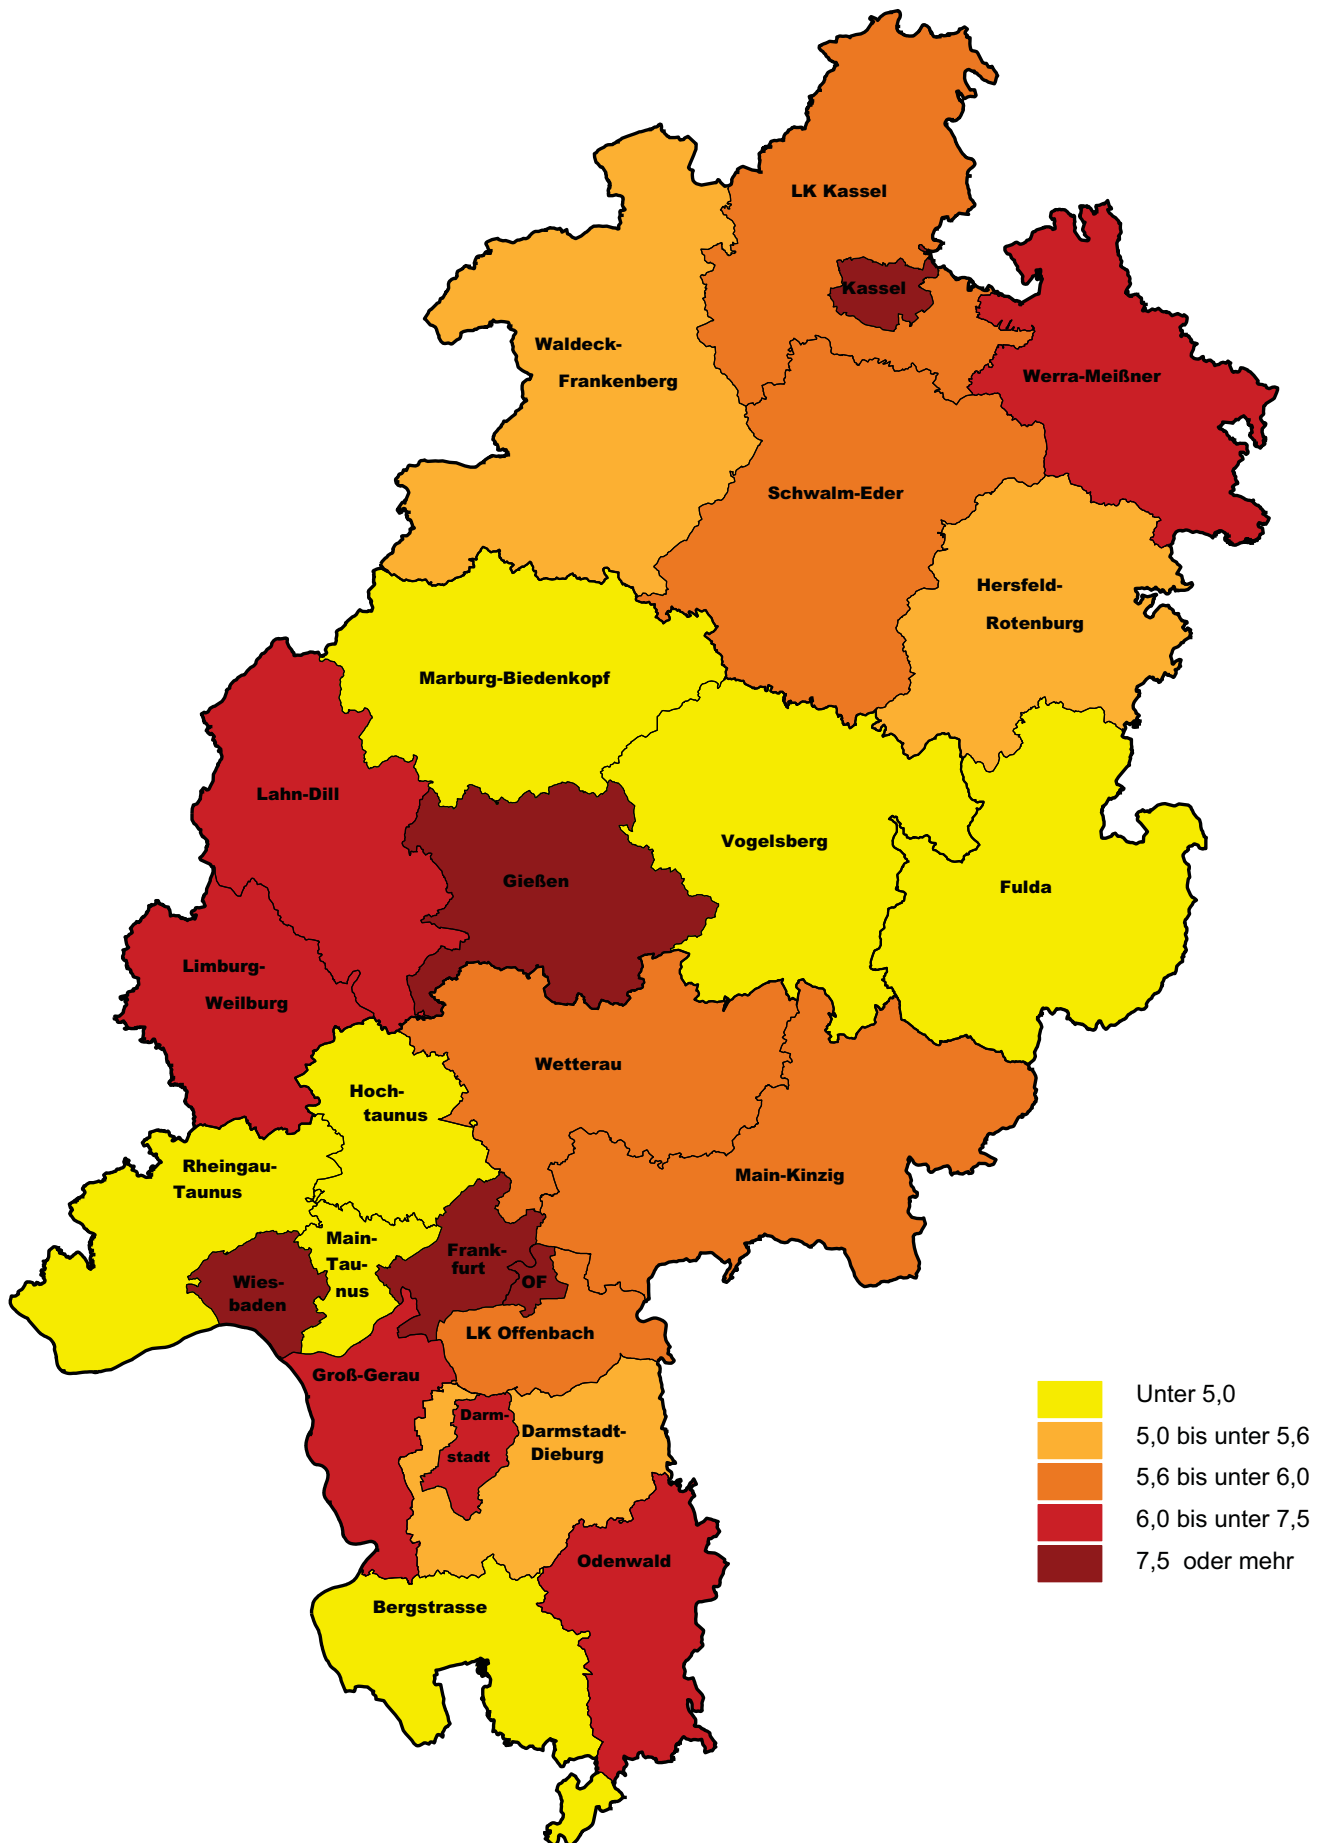 LK Kassel
Kassel
Waldeck-
Frankenberg
Werra-Meißner
Schwalm-Eder
Hersfeld-
Rotenburg
Marburg-Biedenkopf
Lahn-Dill
Vogelsberg
Gießen
Fulda
Limburg-
Weilburg
Wetterau
Hoch-
taunus
Rheingau-
Taunus
Main-Kinzig
Main-
Tau-
nus
Frank-
furt
Wies-
baden
OF
LK Offenbach
Groß-Gerau
Darm-
stadt
Darmstadt-
Dieburg
Odenwald
Bergstrasse
Unter 5,0
5,0 bis unter 5,6
5,6 bis unter 6,0
6,0 bis unter 7,5
7,5 oder mehr